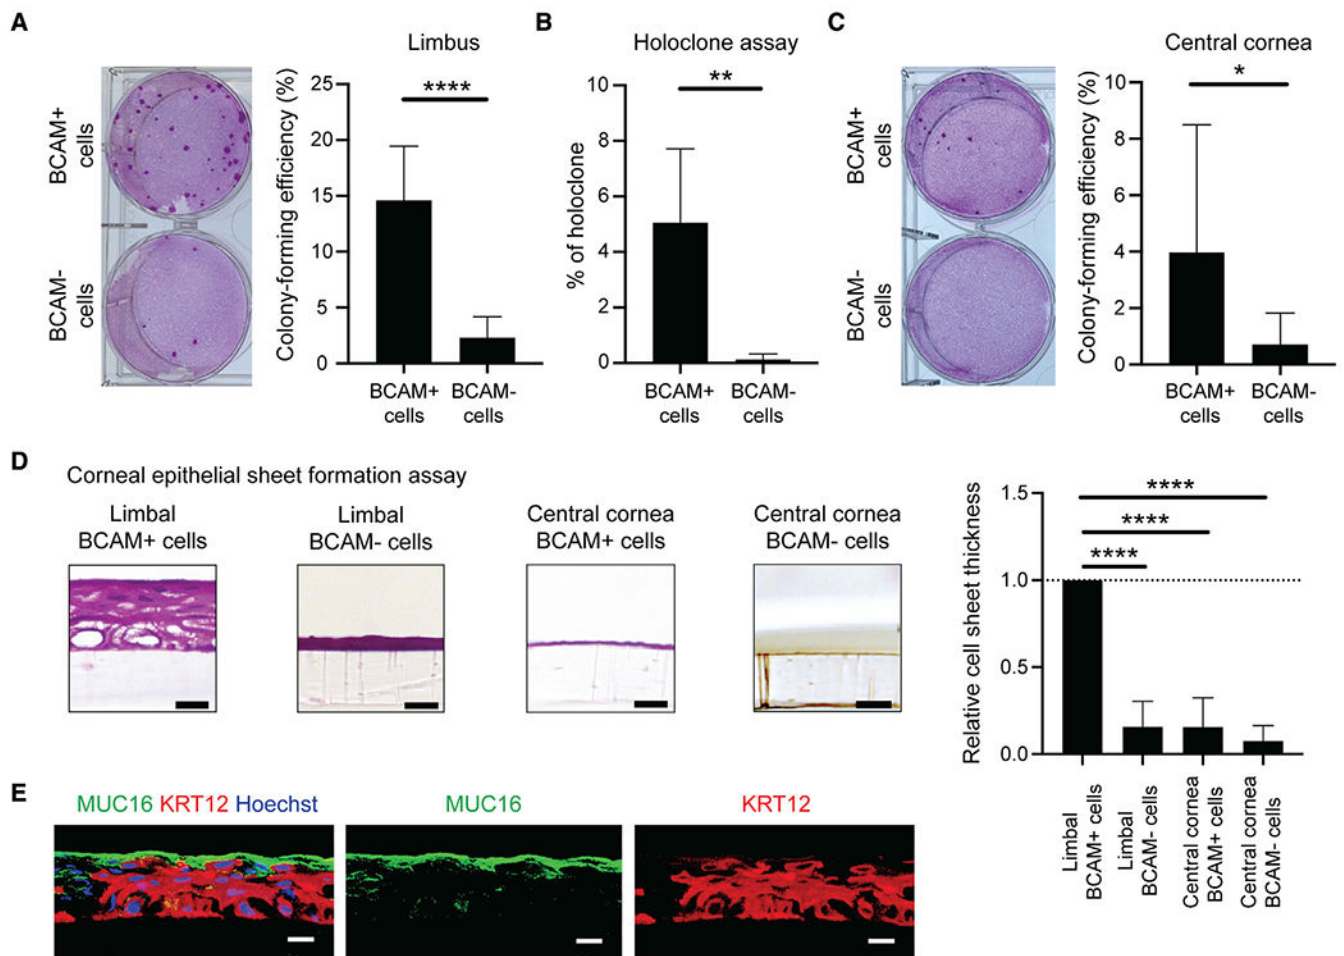 A
BCAM+
cells
BCAM-
cells
Limbus
Colony-forming efficiency (%)
25
20
15
10
5
0
****
BCAM+
cells
BCAM-
cells
B
Holoclone assay
% of holoclone
10
8
6
4
2
0
**
BCAM+
cells
BCAM-
cells
C
BCAM+
cells
BCAM-
cells
Central cornea
Colony-forming efficiency (%)
10
8
6
4
2
0
*
BCAM+
cells
BCAM-
cells
D
Corneal epithelial sheet formation assay
Limbal
BCAM+ cells
Limbal
BCAM- cells
Central cornea
BCAM+ cells
Central cornea
BCAM- cells
Relative cell sheet thickness
1.5
1.0
0.5
0.0
****
****
****
Limbal
BCAM+ cells
Limbal
BCAM- cells
Central cornea
BCAM+ cells
Central cornea
BCAM- cells
E
MUC16 KRT12 Hoechst
MUC16
KRT12